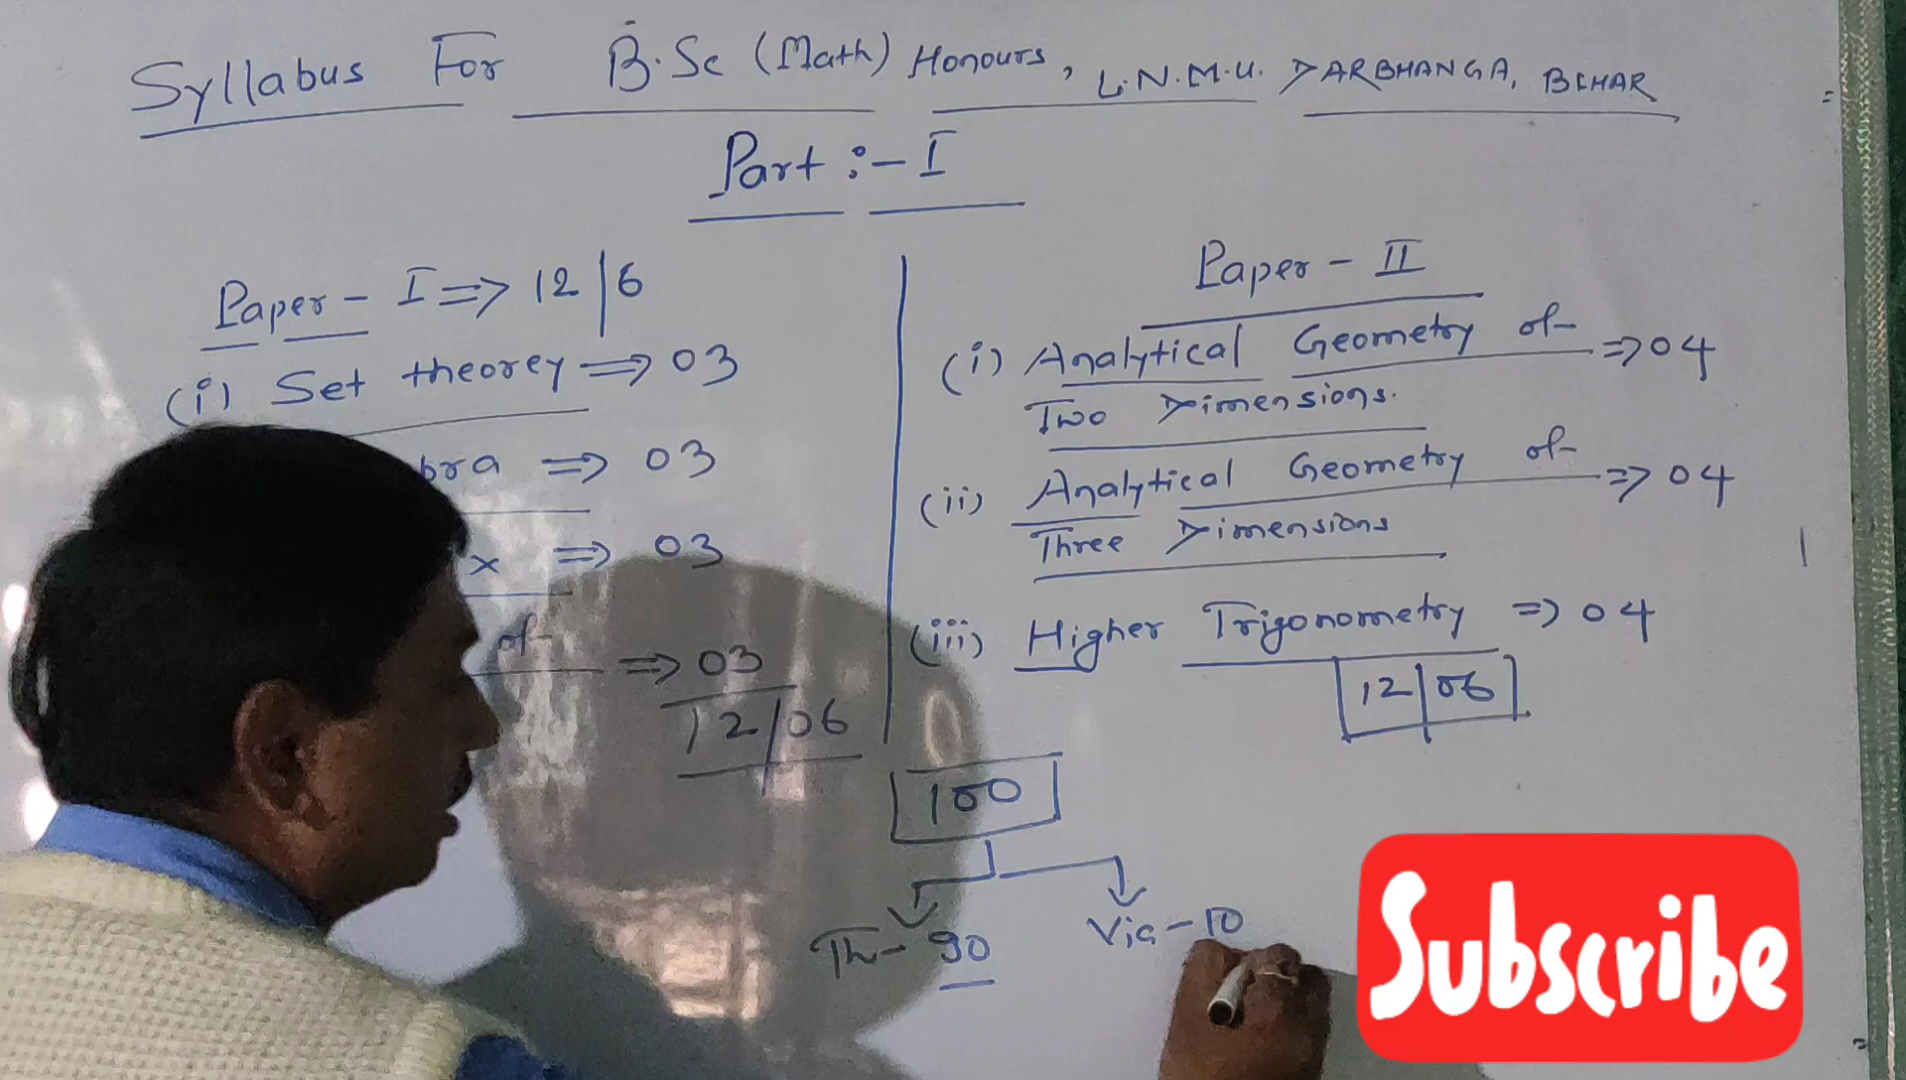 Syllabus For B.Sc (Math) Honours, L.N.M.U. DARBHANGA, BIHAR
Part :- I
Paper - I => 12 | 6
(i) Set theorey => 03
bra => 03
x => 03
of => 03
12/06
Paper - II
(i) Analytical Geometry of => 04
Two Dimensions.
(ii) Analytical Geometry of => 04
Three Dimensions
(iii) Higher Trigonometry => 04
12 | 06
100
Th - 90
Via - 10
Subscribe